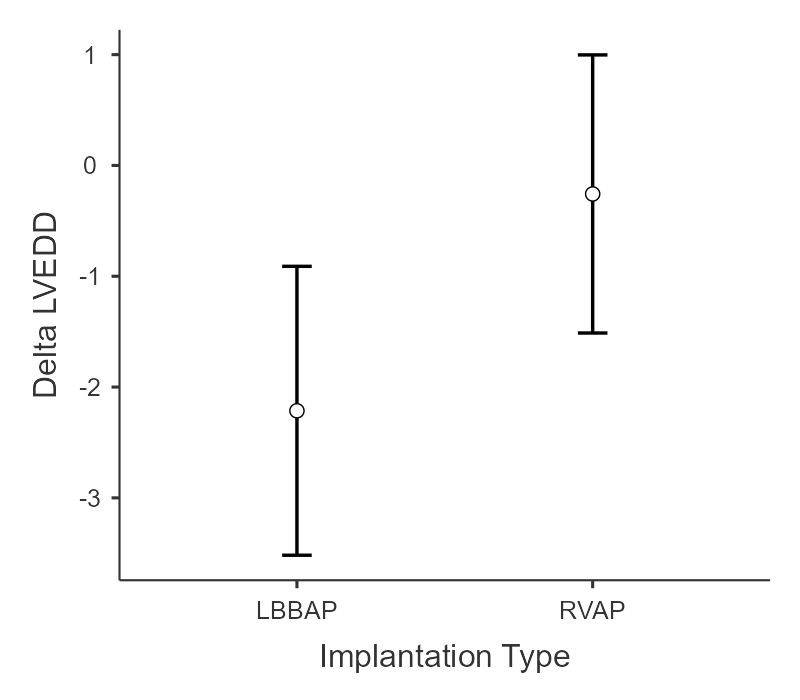 Delta LVEDD
1
0
-1
-2
-3
LBBAP RVAP
Implantation Type